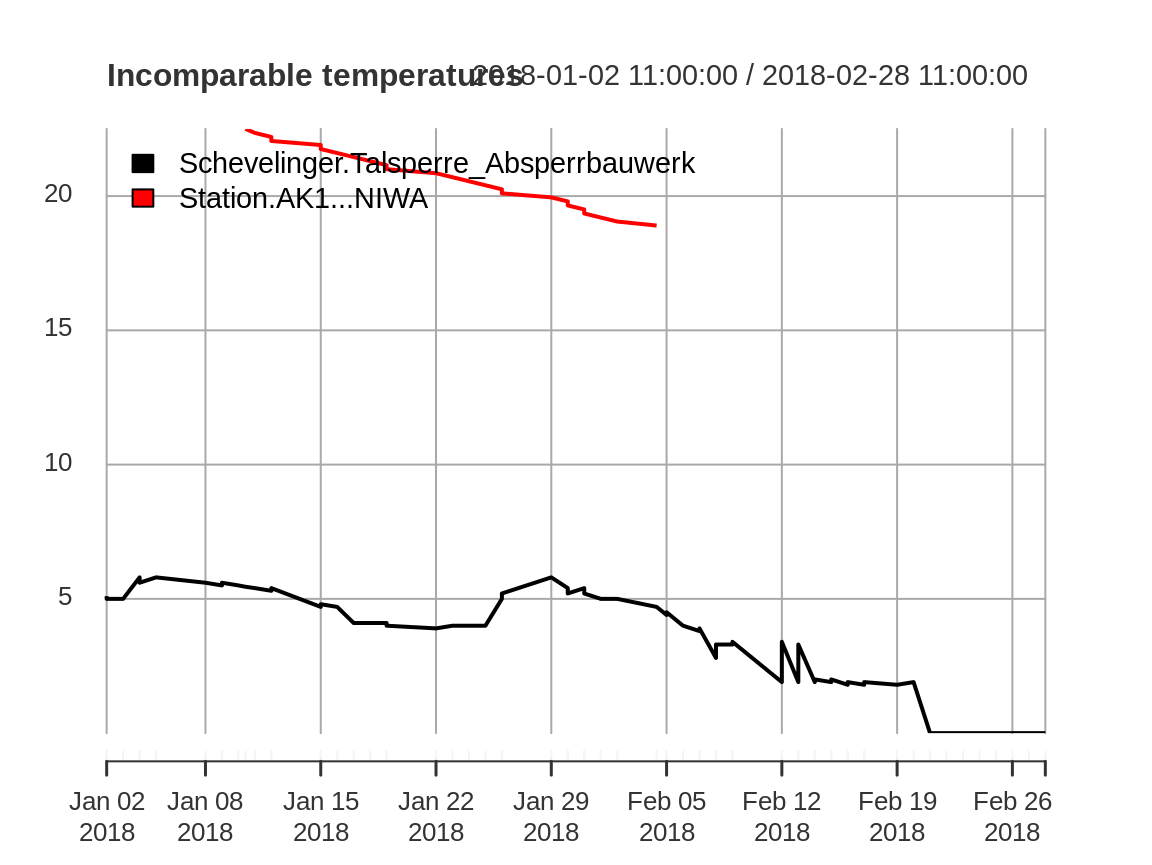 Incomparable temperatures 2018-01-02 11:00:00 / 2018-02-28 11:00:00
Schevelinger.Talsperre_Absperrbauwerk
Station.AK1...NIWA
20
15
10
5
Jan 02 Jan 08 Jan 15 Jan 22 Jan 29 Feb 05 Feb 12 Feb 19 Feb 26
2018 2018 2018 2018 2018 2018 2018 2018 2018